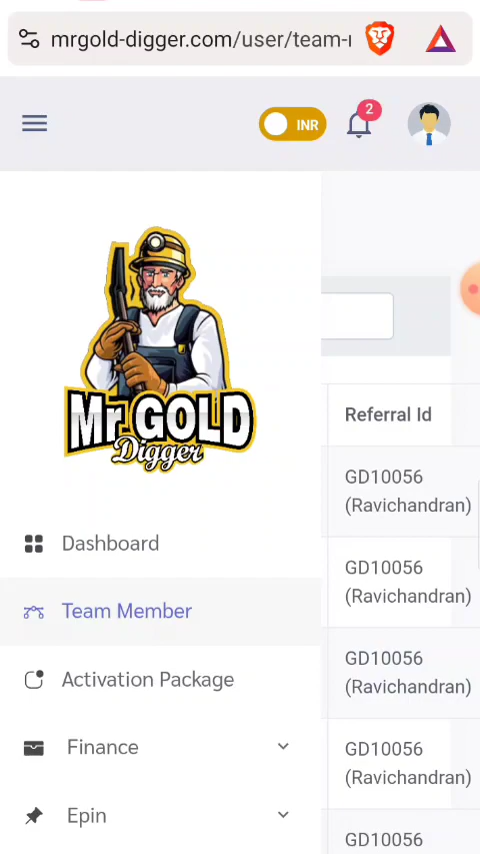 mrgold-digger.com/user/team-
INR
2
Mr GOLD
Digger
Referral Id
GD10056
(Ravichandran)
GD10056
(Ravichandran)
GD10056
(Ravichandran)
GD10056
(Ravichandran)
GD10056
Dashboard
Team Member
Activation Package
Finance
Epin